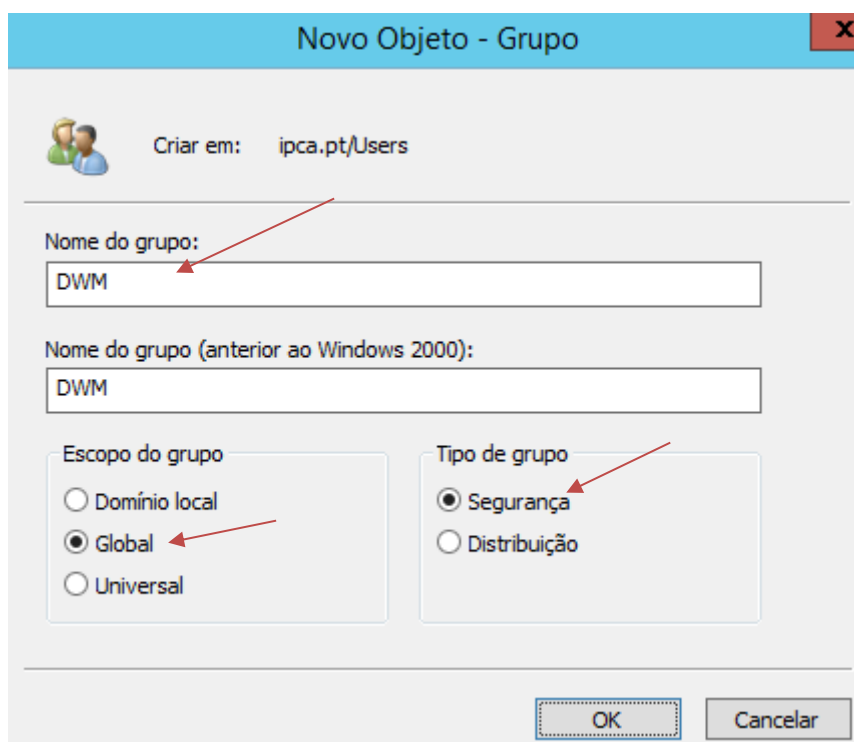 Novo Objeto - Grupo
x
Criar em: ipca.pt/Users
Nome do grupo:
DWM
Nome do grupo (anterior ao Windows 2000):
DWM
Escopo do grupo
Domínio local
Global
Universal
Tipo de grupo
Segurança
Distribuição
OK
Cancelar